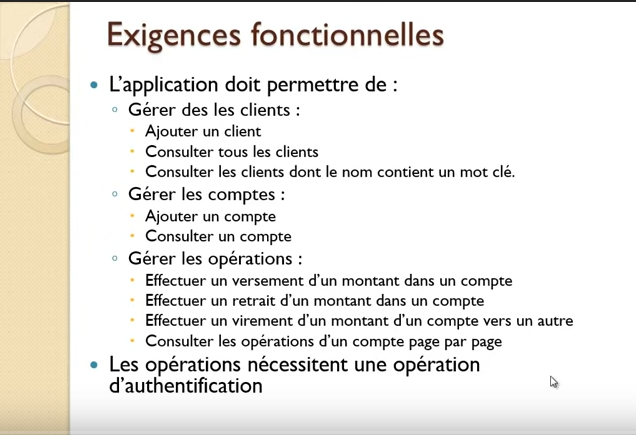 Exigences fonctionnelles
L'application doit permettre de :
Gérer des les clients :
Ajouter un client
Consulter tous les clients
Consulter les clients dont le nom contient un mot clé.
Gérer les comptes :
Ajouter un compte
Consulter un compte
Gérer les opérations :
Effectuer un versement d'un montant dans un compte
Effectuer un retrait d'un montant dans un compte
Effectuer un virement d'un montant d'un compte vers un autre
Consulter les opérations d'un compte page par page
Les opérations nécessitent une opération
d'authentification